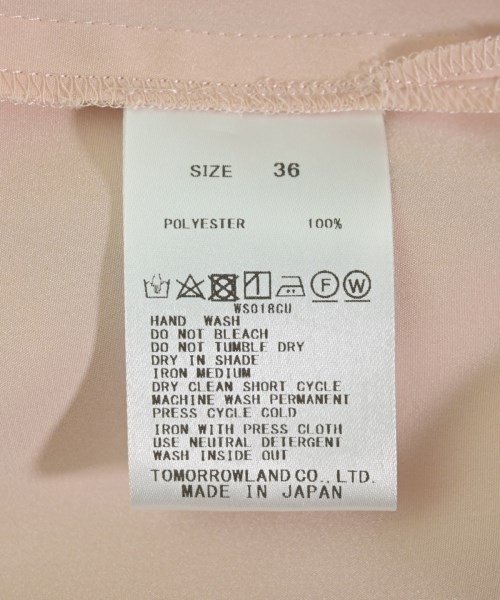 SIZE 36
POLYESTER 100%
F W
WS018GU
HAND WASH
DO NOT BLEACH
DO NOT TUMBLE DRY
DRY IN SHADE
IRON MEDIUM
DRY CLEAN SHORT CYCLE
MACHINE WASH PERMANENT
PRESS CYCLE COLD
IRON WITH PRESS CLOTH
USE NEUTRAL DETERGENT
WASH INSIDE OUT
TOMORROWLAND CO., LTD.
MADE IN JAPAN